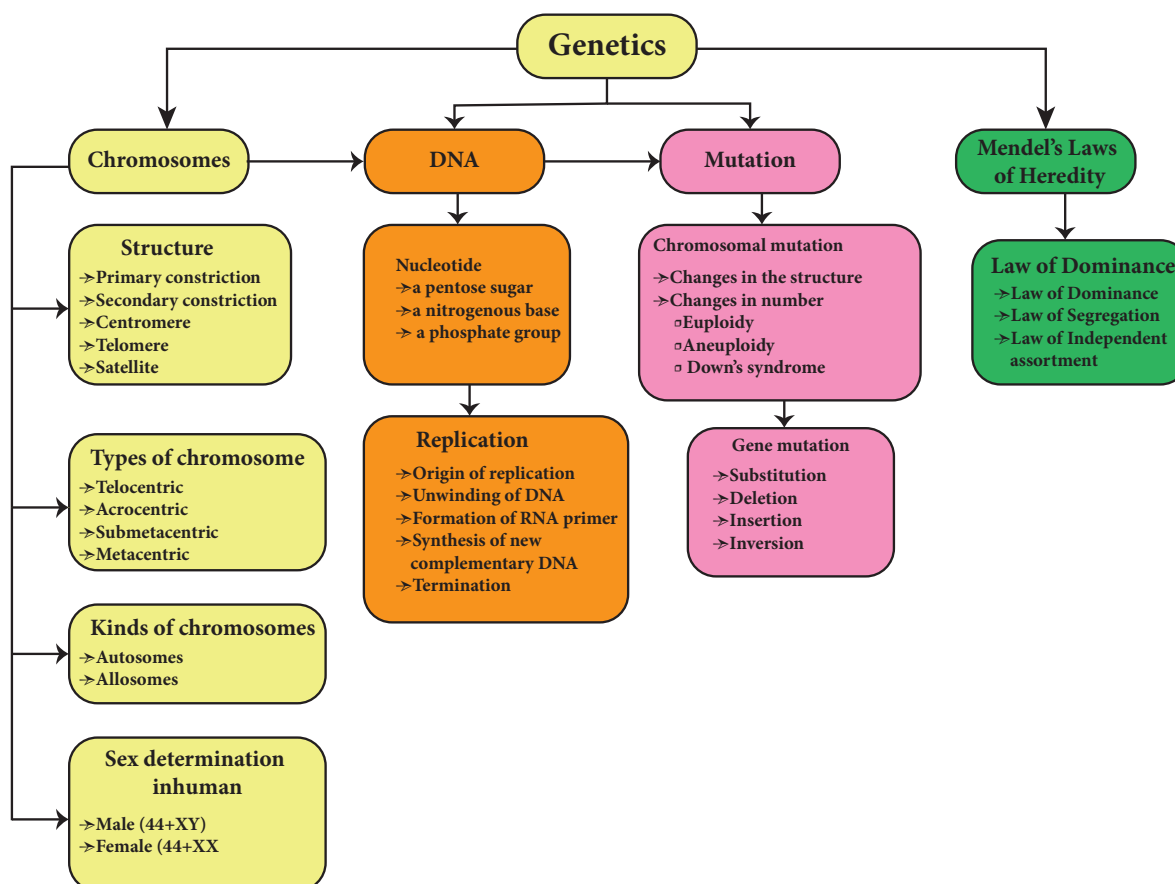 Genetics
Chromosomes
DNA
Mutation
Mendel's Laws
of Heredity
Structure
→Primary constriction
→Secondary constriction
→Centromere
→Telomere
→Satellite
Types of chromosome
→Telocentric
→Acrocentric
→Submetacentric
→Metacentric
Kinds of chromosomes
→Autosomes
→Allosomes
Sex determination
inhuman
→Male (44+XY)
→Female (44+XX
Nucleotide
→a pentose sugar
→a nitrogenous base
→ a phosphate group
Replication
→Origin of replication
→Unwinding of DNA
→Formation of RNA primer
→Synthesis of new
complementary DNA
→Termination
Chromosomal mutation
→Changes in the structure
→Changes in number
▫Euploidy
▫Aneuploidy
▫ Down's syndrome
Gene mutation
→Substitution
→Deletion
→Insertion
→Inversion
Law of Dominance
→Law of Dominance
→Law of Segregation
→Law of Independent
assortment